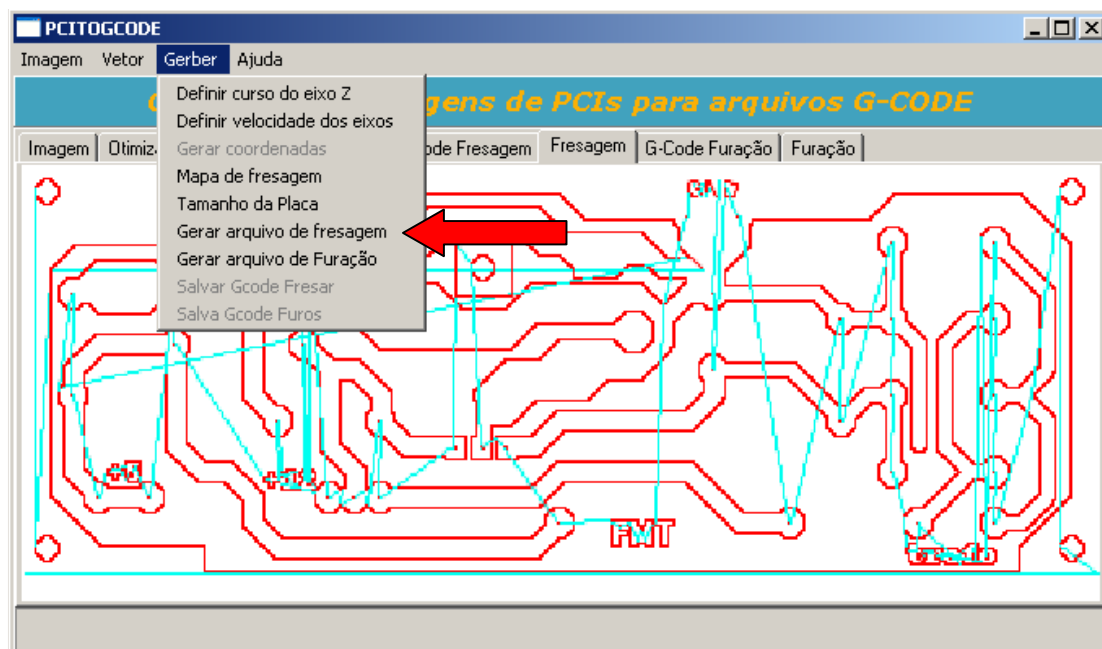 PCITOGCODE
Imagem Vetor Gerber Ajuda
gens de PCIs para arquivos G-CODE
Definir curso do eixo Z
Definir velocidade dos eixos
Gerar coordenadas
Mapa de fresagem
Tamanho da Placa
Gerar arquivo de fresagem
Gerar arquivo de Furação
Salvar Gcode Fresar
Salva Gcode Furos
Imagem Otimiz ode Fresagem Fresagem G-Code Furação Furação
GND
FMT